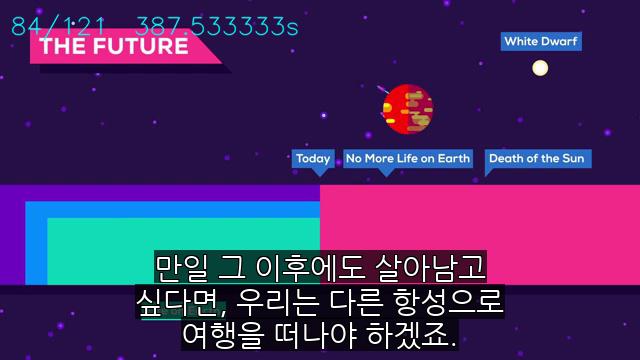 84/121 387.533333s
THE FUTURE
White Dwarf
Today
No More Life on Earth
Death of the Sun
만일 그 이후에도 살아남고
싶다면, 우리는 다른 항성으로
여행을 떠나야 하겠죠.